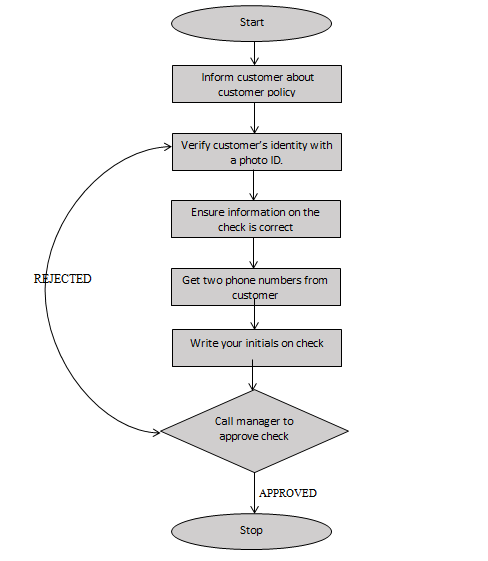 Start
Inform customer about
customer policy
Verify customer's identity with
a photo ID.
Ensure information on the
check is correct
REJECTED
Get two phone numbers from
customer
Write your initials on check
Call manager to
approve check
APPROVED
Stop